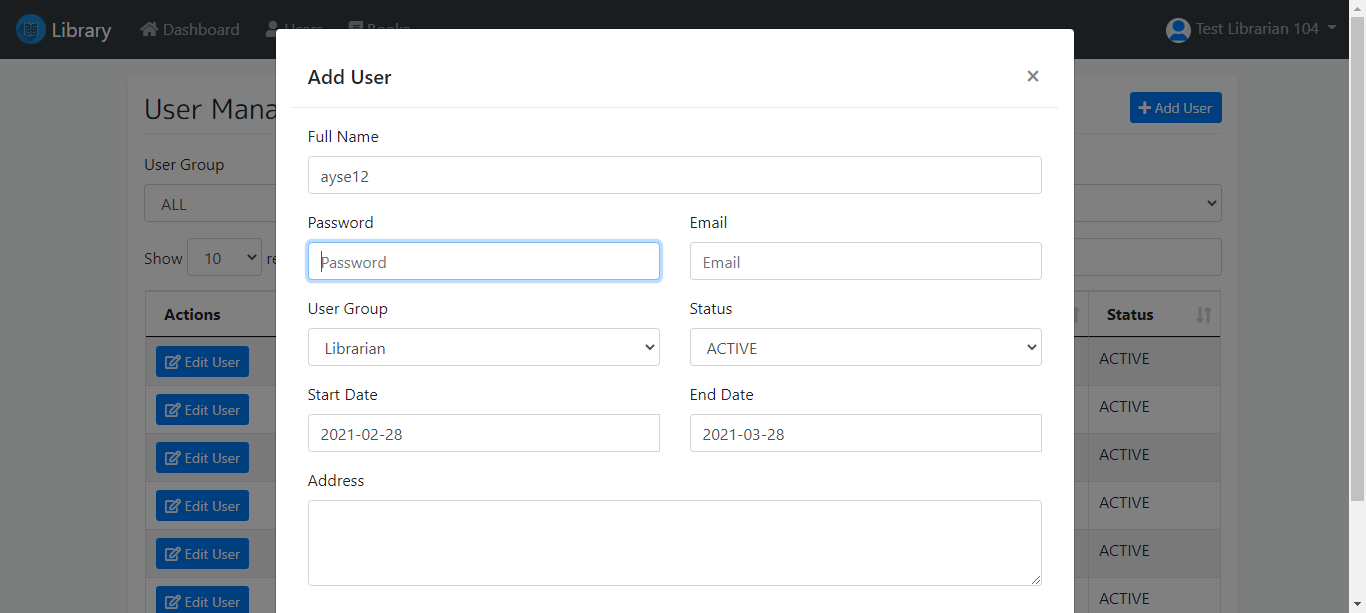 Library Dashboard Users Books Test Librarian 104
Add User
User Mana
Add User
Full Name
ayse12
User Group
ALL
Password Email
Password Email
Show 10 re
User Group Status
Librarian ACTIVE
Actions Status
Edit User ACTIVE
Start Date End Date
Edit User ACTIVE
2021-02-28 2021-03-28
Edit User ACTIVE
Address
Edit User ACTIVE
Edit User ACTIVE
Edit User ACTIVE